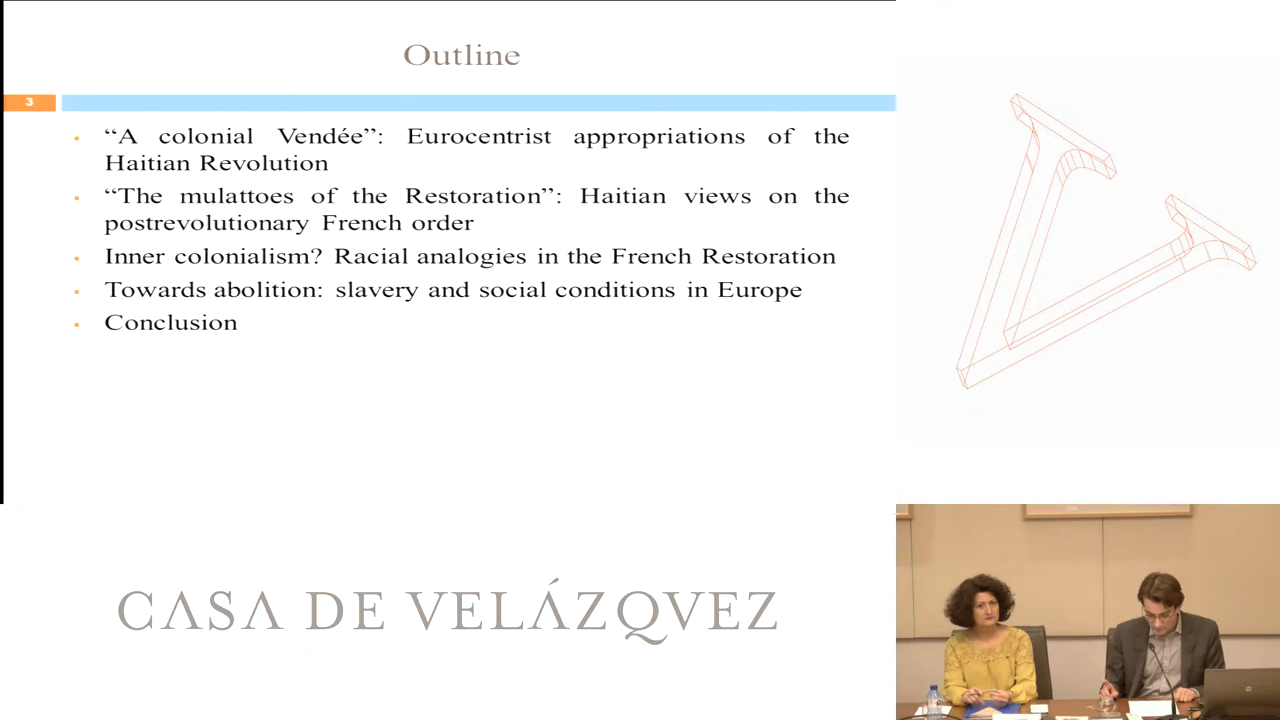 Outline
3
“A colonial Vendée”: Eurocentrist appropriations of the
Haitian Revolution
“The mulattoes of the Restoration”: Haitian views on the
postrevolutionary French order
Inner colonialism? Racial analogies in the French Restoration
Towards abolition: slavery and social conditions in Europe
Conclusion
CΛSΛ DE VELÁZQVEZ